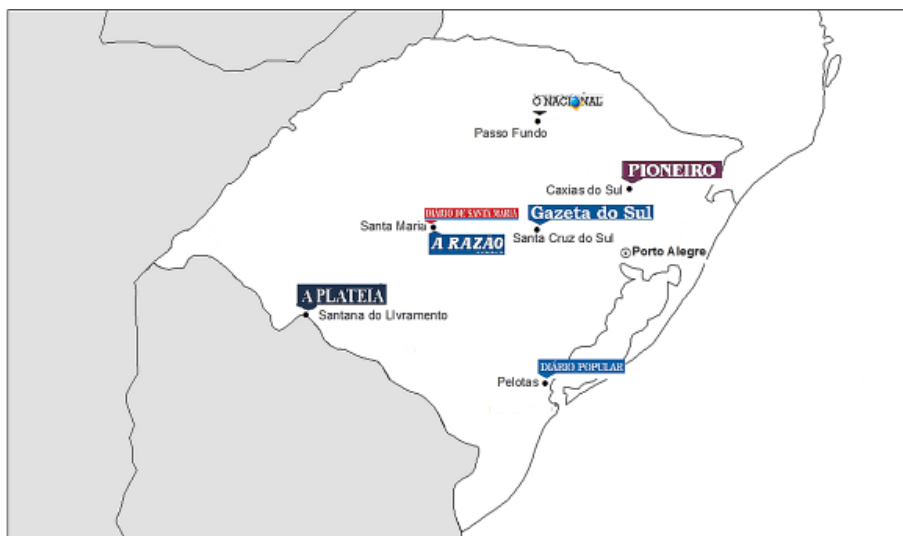 O NACIONAL
Passo Fundo
PIONEIRO
Caxias do Sul
DIÁRIO DE SANTA MARIA
Gazeta do Sul
Santa Maria
A RAZÃO
Santa Cruz do Sul
Porto Alegre
A PLATEIA
Santana do LIvramento
DIÁRIO POPULAR
Pelotas